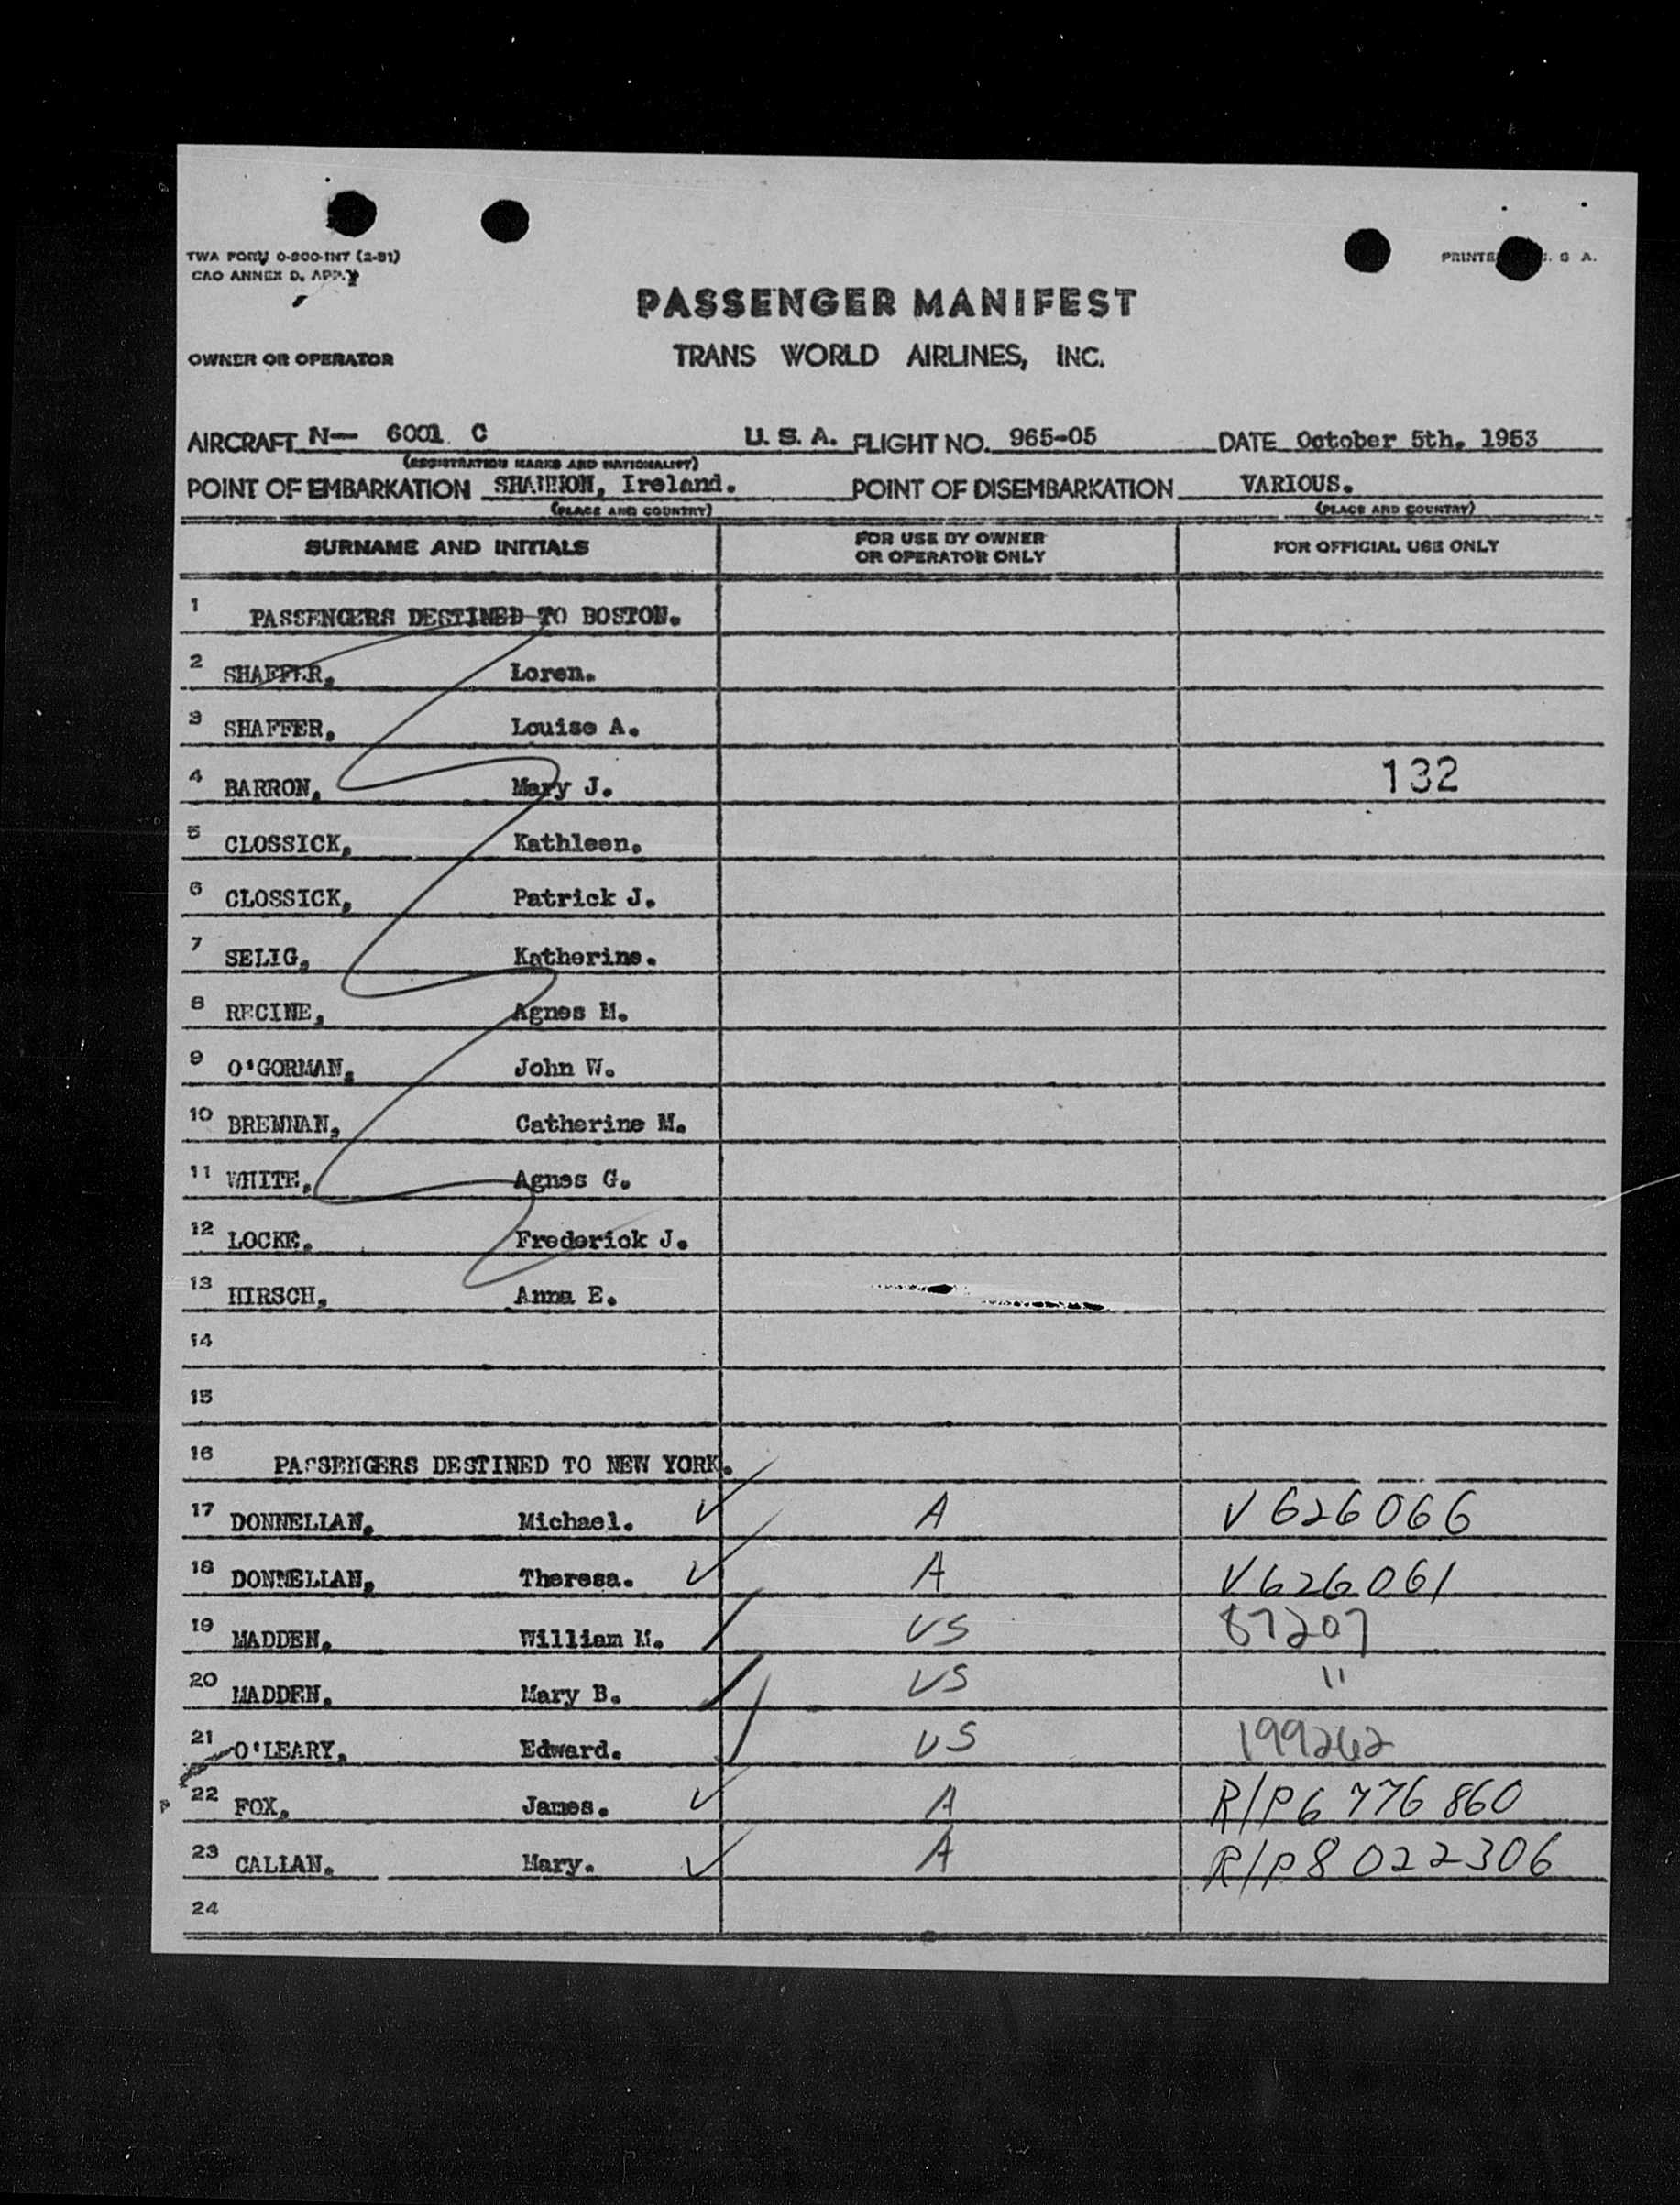 TWA FORM 0-800-INT (2-51)
CAO ANNEX D. APP.
PRINTE S A.
PASSENGER MANIFEST
OWNER OR OPERATOR TRANS WORLD AIRLINES, INC.
AIRCRAFT N- 6001 C U.S.A. FLIGHT NO. 965-05 DATE October 5th, 1953
(REGISTRATION MARKS AND NATIONALITY)
POINT OF EMBARKATION SHANNON, Ireland. POINT OF DISEMBARKATION VARIOUS.
(PLACE AND COUNTRY) (PLACE AND COUNTRY)
SURNAME AND INITIALS FOR USE BY OWNER OR OPERATOR ONLY FOR OFFICIAL USE ONLY
1 PASSENGERS DESTINED TO BOSTON.
2 SHAFFER, Loren.
3 SHAFFER, Louise A.
4 BARRON, Mary J. 132
5 CLOSSICK, Kathleen.
6 CLOSSICK, Patrick J.
7 SELIG, Katherine.
8 RECINE, Agnes M.
9 O'GORMAN, John W.
10 BRENNAN, Catherine M.
11 WHITE, Agnes G.
12 LOCKE, Frederick J.
13 HIRSCH, Anna E.
14
15
16 PASSENGERS DESTINED TO NEW YORK.
17 DONNELLAN, Michael. ✓ A V 626066
18 DONNELLAN, Theresa. ✓ A V626061
19 MADDEN, William M. / US 87207
20 MADDEN, Mary B. / US "
21 O'LEARY, Edward. / US 199262
22 FOX, James. ✓ A R/P6 776 860
23 CALLAN, Mary. ✓ A R/P8 022306
24